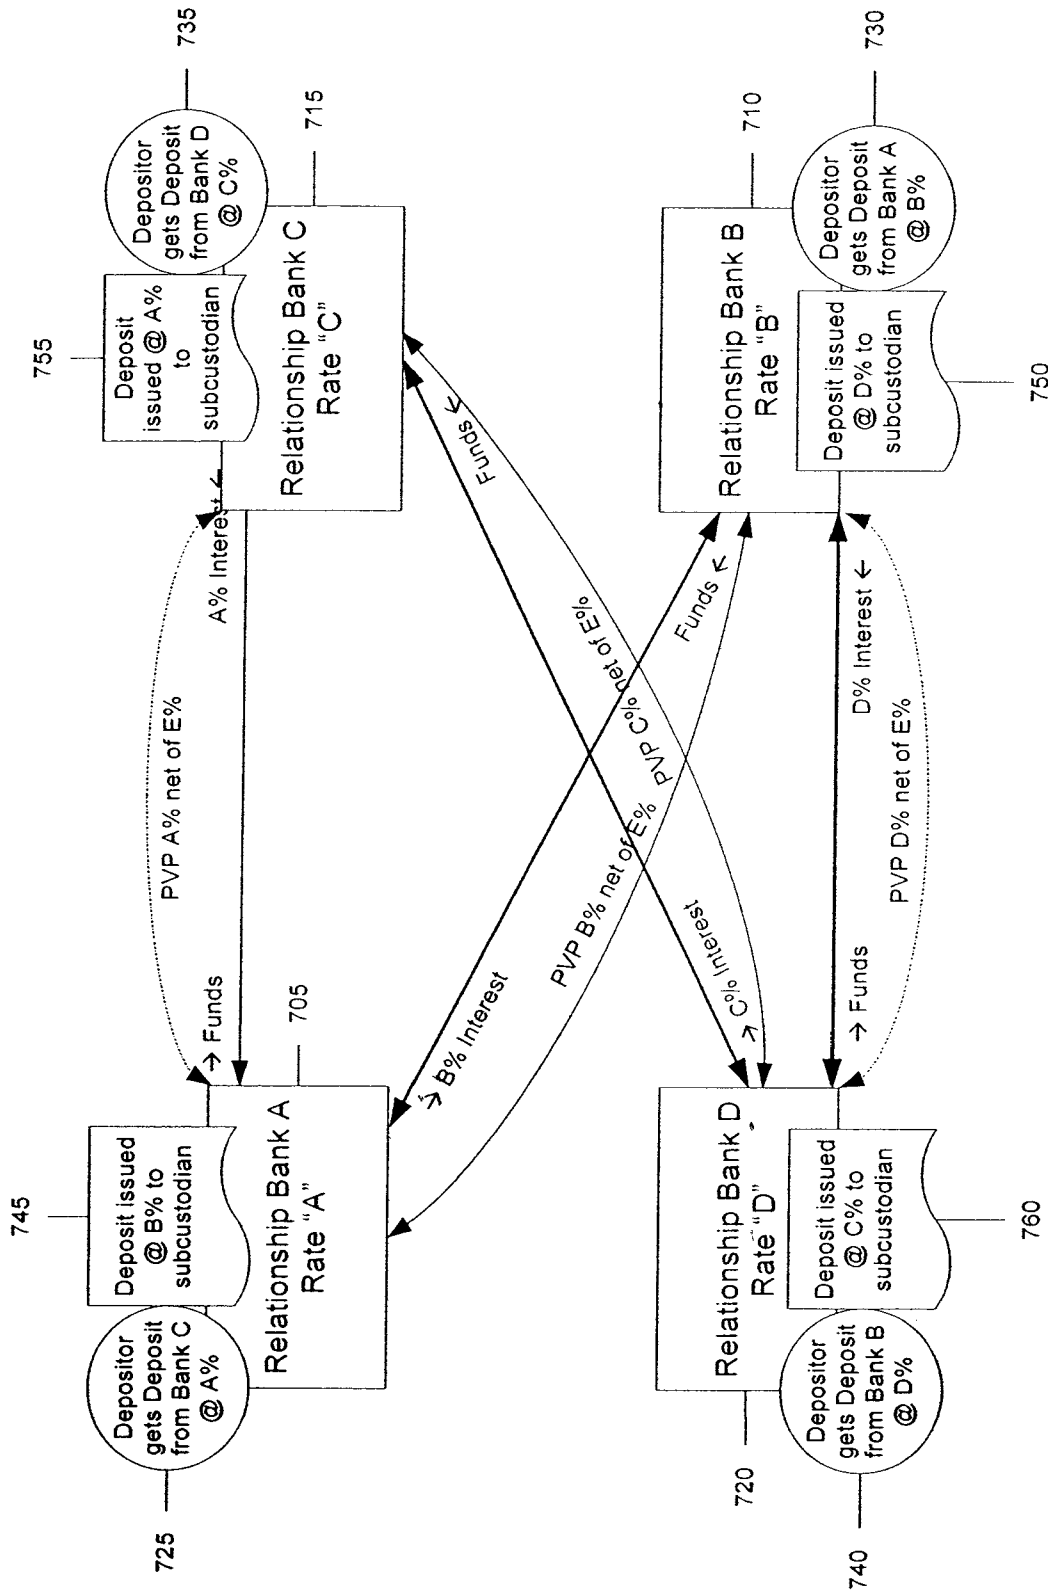 745
Deposit issued
@ B% to
subcustodian
Depositor
gets Deposit
from Bank C
@ A%
725
Relationship Bank A
Rate “A”
705
→ Funds
PVP A% net of E%
A% Interest ←
755
Deposit
issued @ A%
to
subcustodian
Depositor
gets Deposit
from Bank D
@ C%
735
Relationship Bank C
Rate “C”
715
→ B% Interest
PVP B% net of E%
Funds ←
→ C% Interest
PVP C% net of E%
Funds ←
720
Relationship Bank D
Rate “D”
Deposit issued
@ C% to
subcustodian
760
Depositor
gets Deposit
from Bank B
@ D%
740
→ Funds
PVP D% net of E%
D% Interest ←
710
Relationship Bank B
Rate “B”
Deposit issued
@ D% to
subcustodian
750
Depositor
gets Deposit
from Bank A
@ B%
730